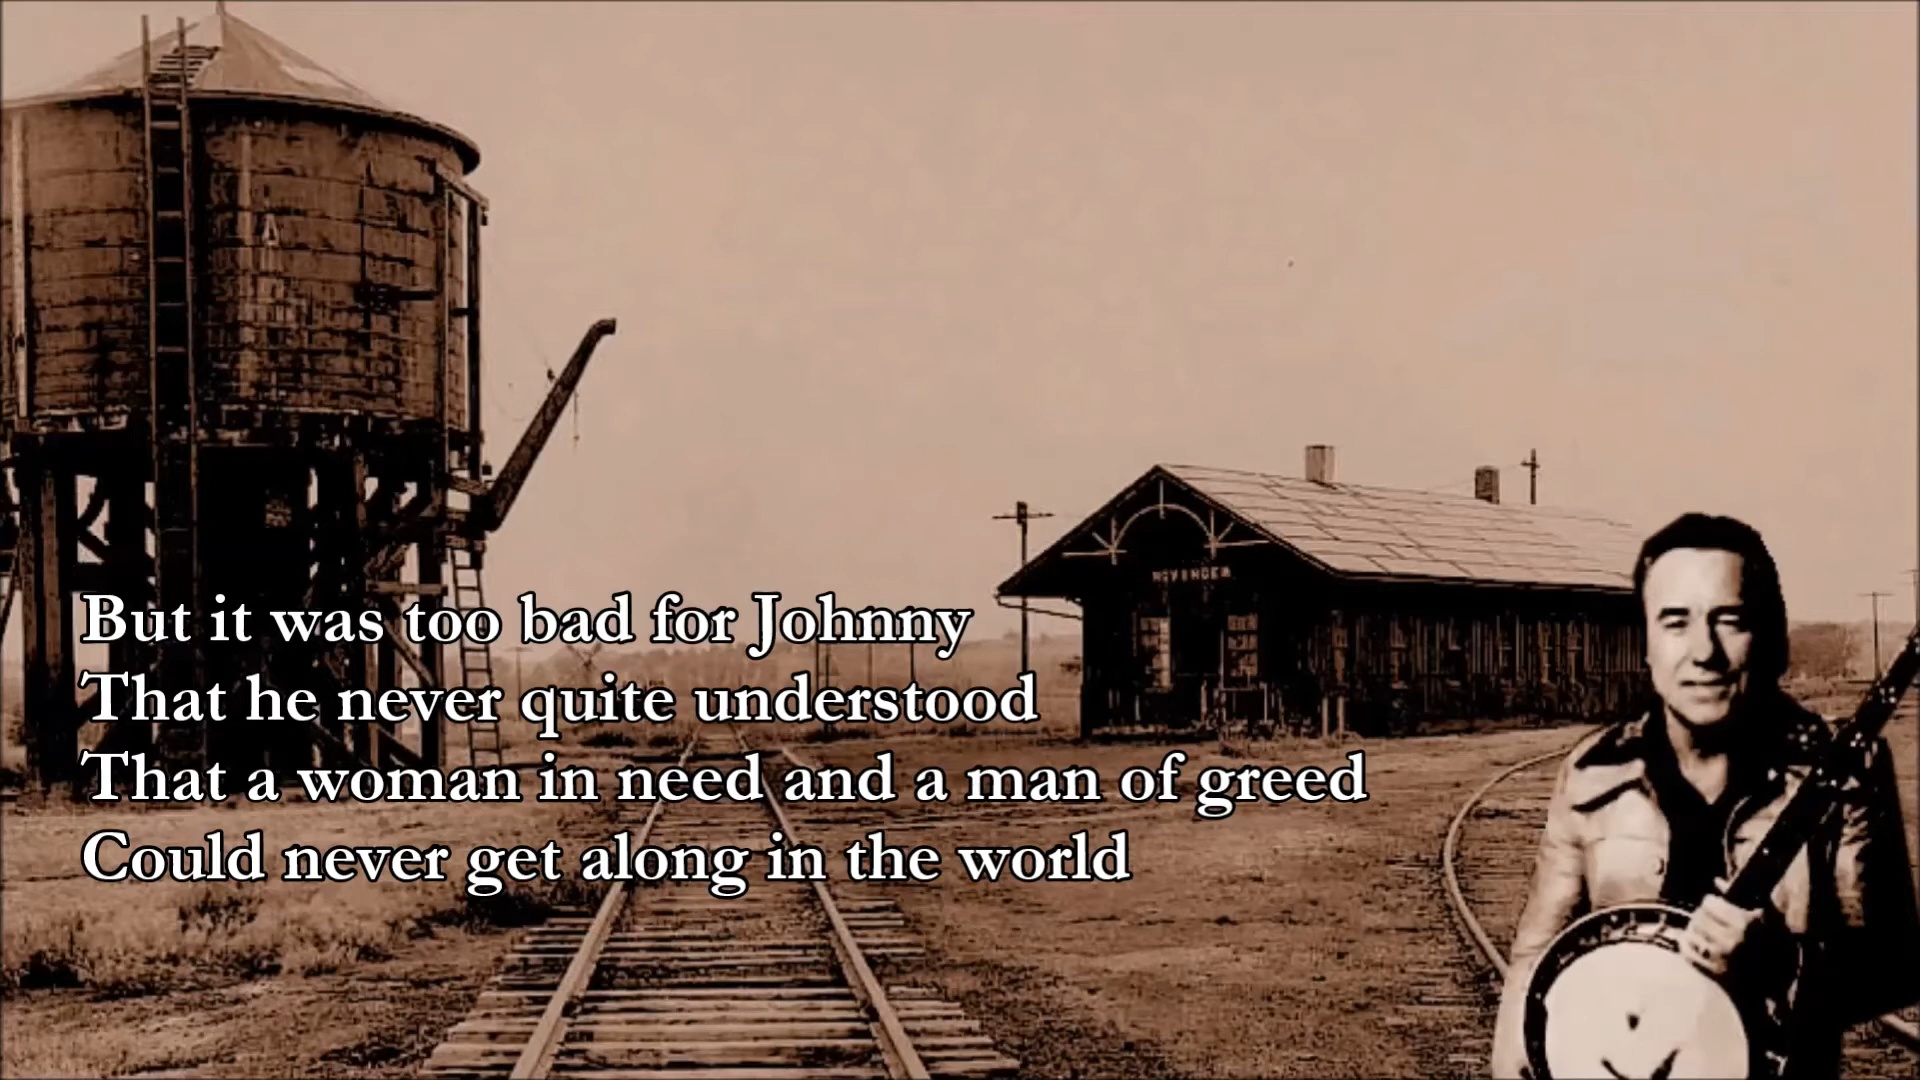 But it was too bad for Johnny
That he never quite understood
That a woman in need and a man of greed
Could never get along in the world